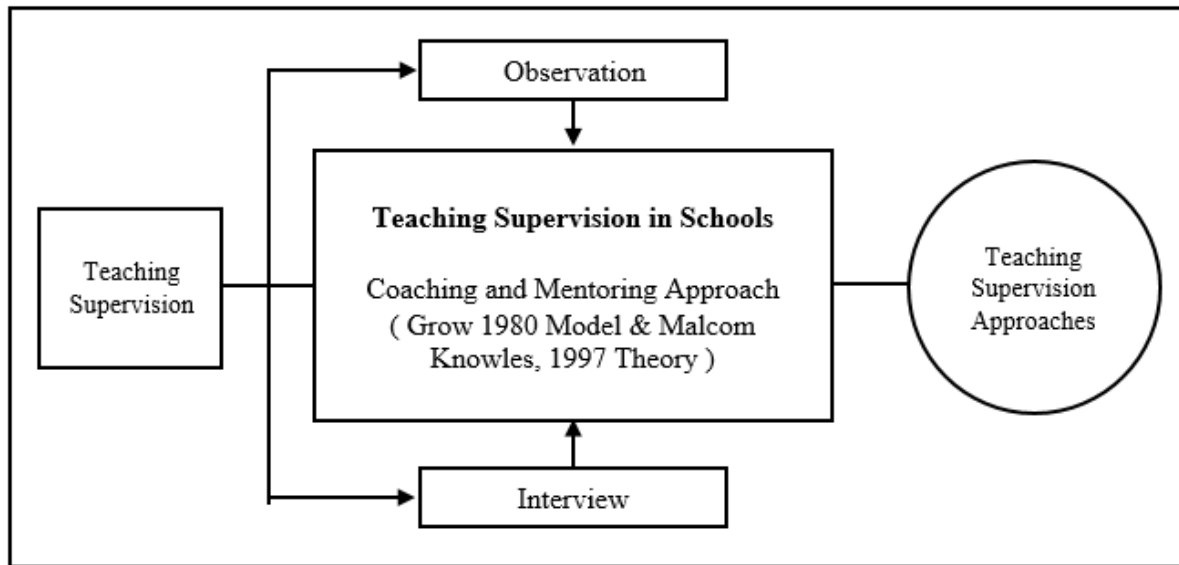 Observation
Teaching Supervision in Schools
Coaching and Mentoring Approach
( Grow 1980 Model & Malcom
Knowles, 1997 Theory )
Teaching
Supervision
Teaching
Supervision
Approaches
Interview